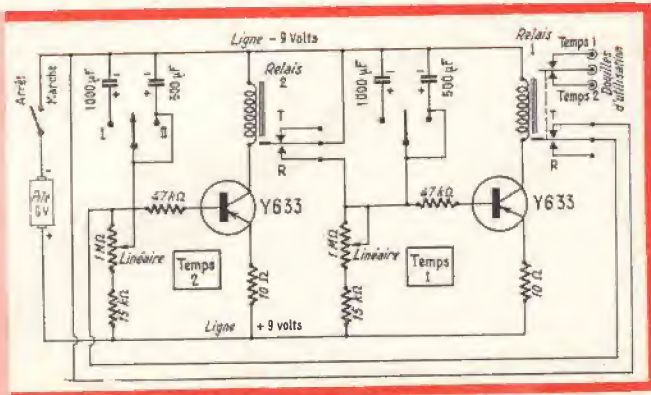 Ligne - 9 Volts
Arrêt
Marche
Pile
9V
-
+
1000 µF
500 µF
Relais
2
T
R
47 kΩ
Y633
1 MΩ
Linéaire
15 kΩ
Temps
2
10 Ω
Ligne + 9 volts
1000 µF
500 µF
Relais
1
Temps 1
Temps 2
Douilles
d'utilisation
T
R
47 kΩ
Y633
1 MΩ
Linéaire
15 kΩ
Temps
1
10 Ω